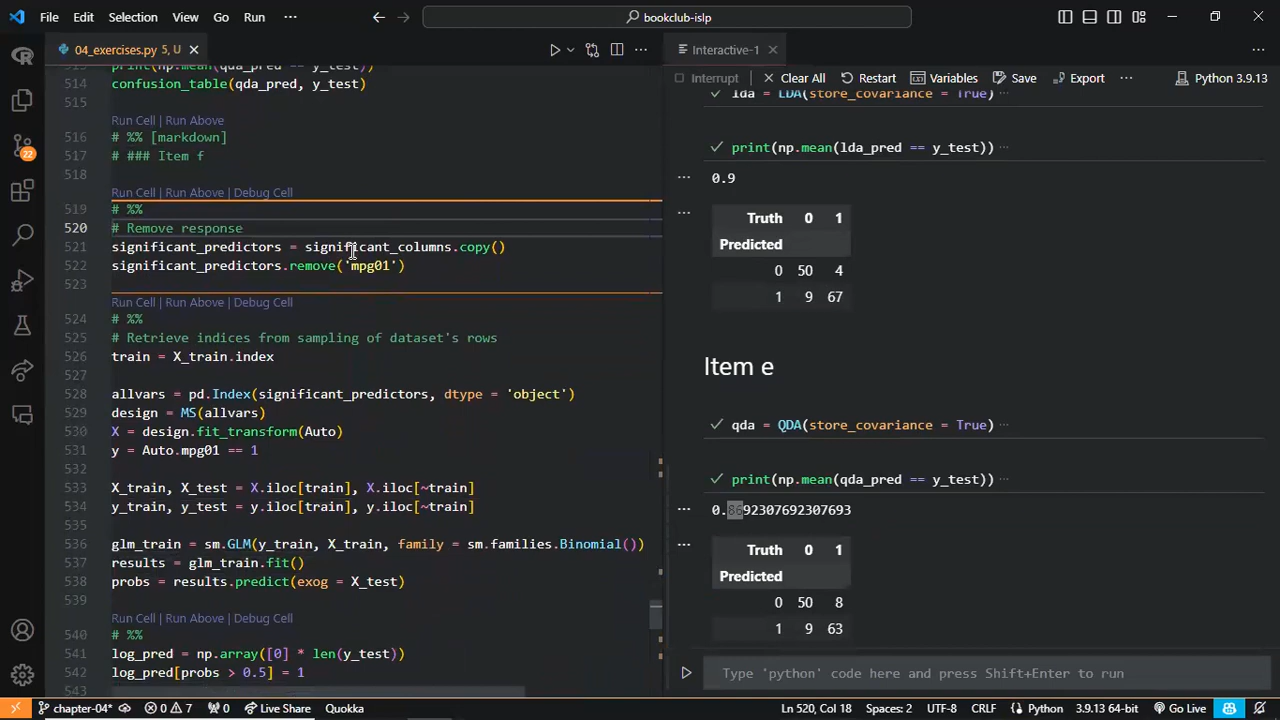 File Edit Selection View Go Run ··· bookclub-islp
04_exercises.py 5, U
Interactive-1
Interrupt Clear All Restart Variables Save Export ··· Python 3.9.13
513 print(np.mean(qda_pred == y_test))
514 confusion_table(qda_pred, y_test)
515
Run Cell | Run Above
516 # %% [markdown]
517 # ### Item f
518
Run Cell | Run Above | Debug Cell
519 # %%
520 # Remove response
521 significant_predictors = significant_columns.copy()
522 significant_predictors.remove('mpg01')
523
Run Cell | Run Above | Debug Cell
524 # %%
525 # Retrieve indices from sampling of dataset's rows
526 train = X_train.index
527
528 allvars = pd.Index(significant_predictors, dtype = 'object')
529 design = MS(allvars)
530 X = design.fit_transform(Auto)
531 y = Auto.mpg01 == 1
532
533 X_train, X_test = X.iloc[train], X.iloc[~train]
534 y_train, y_test = y.iloc[train], y.iloc[~train]
535
536 glm_train = sm.GLM(y_train, X_train, family = sm.families.Binomial())
537 results = glm_train.fit()
538 probs = results.predict(exog = X_test)
539
Run Cell | Run Above | Debug Cell
540 # %%
541 log_pred = np.array([0] * len(y_test))
542 log_pred[probs > 0.5] = 1
543
lda = LDA(store_covariance = True) ···
print(np.mean(lda_pred == y_test)) ···
0.9
Truth 0 1
Predicted
0 50 4
1 9 67
Item e
qda = QDA(store_covariance = True) ···
print(np.mean(qda_pred == y_test)) ···
0.8692307692307693
Truth 0 1
Predicted
0 50 8
1 9 63
Type 'python' code here and press Shift+Enter to run
22
chapter-04* 0 7 0 Live Share Quokka Ln 520, Col 18 Spaces: 2 UTF-8 CRLF Python 3.9.13 64-bit Go Live